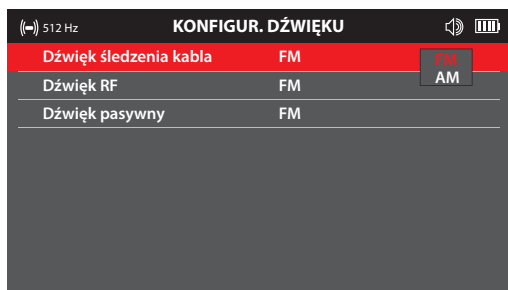 512 Hz KONFIGUR. DŹWIĘKU
Dźwięk śledzenia kabla FM FM
Dźwięk RF FM AM
Dźwięk pasywny FM